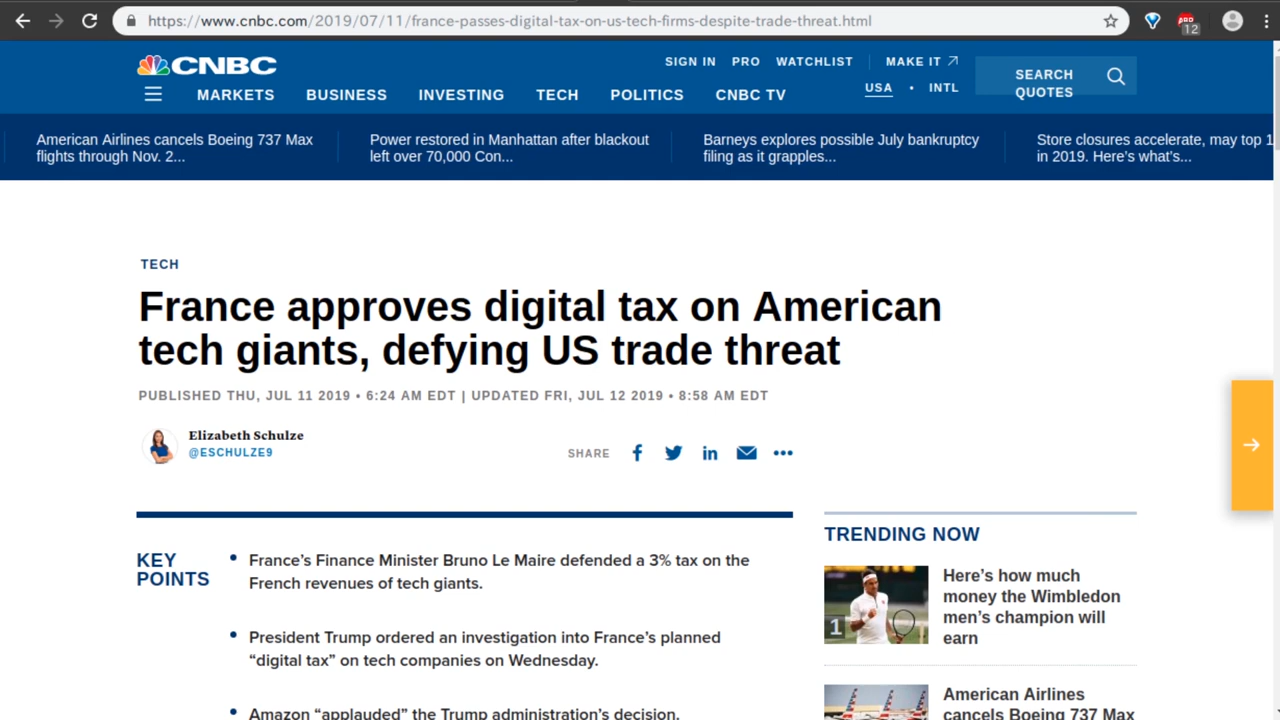 https://www.cnbc.com/2019/07/11/france-passes-digital-tax-on-us-tech-firms-despite-trade-threat.html
12
CNBC
SIGN IN PRO WATCHLIST MAKE IT
USA • INTL
SEARCH
QUOTES
MARKETS BUSINESS INVESTING TECH POLITICS CNBC TV
American Airlines cancels Boeing 737 Max
flights through Nov. 2...
Power restored in Manhattan after blackout
left over 70,000 Con...
Barneys explores possible July bankruptcy
filing as it grapples...
Store closures accelerate, may top 1
in 2019. Here's what's...
TECH
France approves digital tax on American
tech giants, defying US trade threat
PUBLISHED THU, JUL 11 2019 • 6:24 AM EDT | UPDATED FRI, JUL 12 2019 • 8:58 AM EDT
Elizabeth Schulze
@ESCHULZE9
SHARE
KEY
POINTS
• France's Finance Minister Bruno Le Maire defended a 3% tax on the
French revenues of tech giants.
• President Trump ordered an investigation into France's planned
"digital tax" on tech companies on Wednesday.
• Amazon "applauded" the Trump administration's decision.
TRENDING NOW
1
Here's how much
money the Wimbledon
men's champion will
earn
American Airlines
cancels Boeing 737 Max